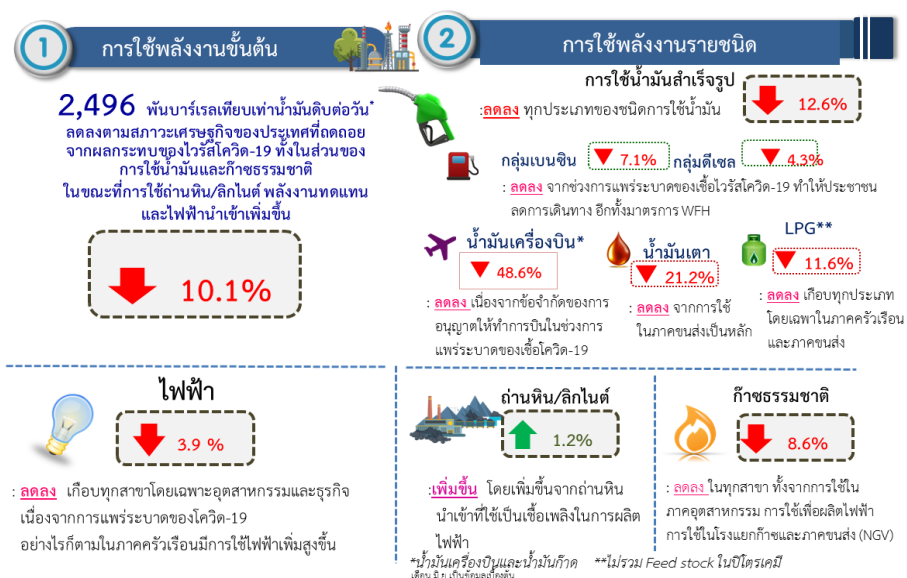 1 การใช้พลังงานขั้นต้น
2,496 พันบาร์เรลเทียบเท่าน้ำมันดิบต่อวัน*
ลดลงตามสภาวะเศรษฐกิจของประเทศที่ถดถอย
จากผลกระทบของไวรัสโควิด-19 ทั้งในส่วนของ
การใช้น้ำมันและก๊าซธรรมชาติ
ในขณะที่การใช้ถ่านหิน/ลิกไนต์ พลังงานทดแทน
และไฟฟ้านำเข้าเพิ่มขึ้น
10.1%
2 การใช้พลังงานรายชนิด
การใช้น้ำมันสำเร็จรูป
:ลดลง ทุกประเภทของชนิดการใช้น้ำมัน
12.6%
กลุ่มเบนซิน 7.1% กลุ่มดีเซล 4.3%
: ลดลง จากช่วงการแพร่ระบาดของเชื้อไวรัสโควิด-19 ทำให้ประชาชน
ลดการเดินทาง อีกทั้งมาตรการ WFH
น้ำมันเครื่องบิน*
48.6%
: ลดลง เนื่องจากข้อจำกัดของการ
อนุญาตให้ทำการบินในช่วงการ
แพร่ระบาดของเชื้อโควิด-19
น้ำมันเตา
21.2%
: ลดลง จากการใช้
ในภาคขนส่งเป็นหลัก
LPG**
11.6%
: ลดลง เกือบทุกประเภท
โดยเฉพาในภาคครัวเรือน
และภาคขนส่ง
ไฟฟ้า
3.9 %
: ลดลง เกือบทุกสาขาโดยเฉพาะอุตสาหกรรมและธุรกิจ
เนื่องจากการแพร่ระบาดของโควิด-19
อย่างไรก็ตามในภาคครัวเรือนมีการใช้ไฟฟ้าเพิ่มสูงขึ้น
ถ่านหิน/ลิกไนต์
1.2%
:เพิ่มขึ้น โดยเพิ่มขึ้นจากถ่านหิน
นำเข้าที่ใช้เป็นเชื้อเพลิงในการผลิต
ไฟฟ้า
ก๊าซธรรมชาติ
8.6%
: ลดลง ในทุกสาขา ทั้งจากการใช้ใน
ภาคอุตสาหกรรม การใช้เพื่อผลิตไฟฟ้า
การใช้ในโรงแยกก๊าซและภาคขนส่ง (NGV)
*น้ำมันเครื่องบินและน้ำมันก๊าด **ไม่รวม Feed stock ในปิโตรเคมี
เดือน มิ.ย. เป็นข้อมูลเบื้องต้น